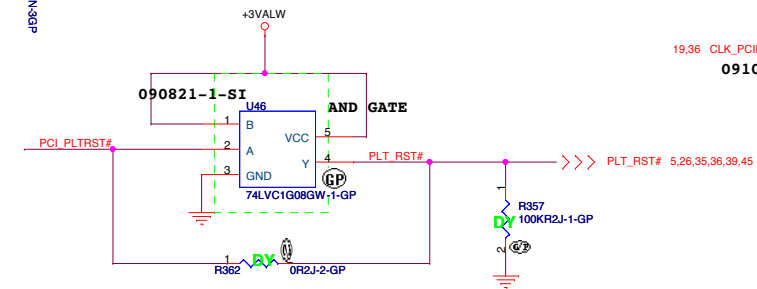 N-3GP
+3VALW
19,36 CLK_PCI
0910
090821-1-SI
U46
AND GATE
1 B
VCC 5
PCI_PLTRST#
2 A
Y 4
PLT_RST#
3 GND
GP
PLT_RST# 5,26,35,36,39,45
74LVC1G08GW-1-GP
1
R357
DY
100KR2J-1-GP
2
G/P
1
DY
R362
0R2J-2-GP